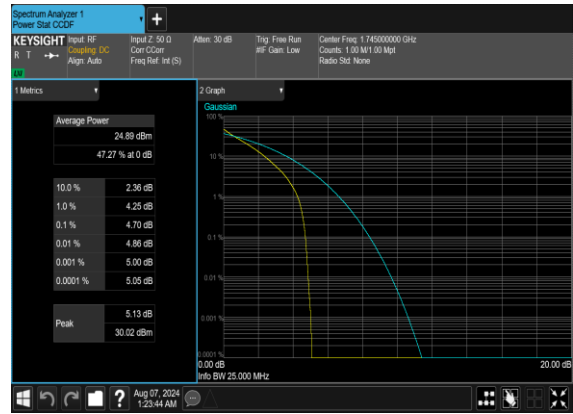 Spectrum Analyzer 1
Power Stat CCDF
KEYSIGHT
R T
LW
Input: RF
Coupling: DC
Align: Auto
Input Z: 50 Ω
Corr CCorr
Freq Ref: Int (S)
Atten: 30 dB
Trig: Free Run
#IF Gain: Low
Center Freq: 1.745000000 GHz
Counts: 1.00 M/1.00 Mpt
Radio Std: None
1 Metrics
Average Power
24.89 dBm
47.27 % at 0 dB
10.0 % 2.36 dB
1.0 % 4.25 dB
0.1 % 4.70 dB
0.01 % 4.86 dB
0.001 % 5.00 dB
0.0001 % 5.05 dB
Peak
5.13 dB
30.02 dBm
2 Graph
Gaussian
100 %
10 %
1 %
0.1 %
0.01 %
0.001 %
0.0001 %
0.00 dB
20.00 dB
Info BW 25.000 MHz
?
Aug 07, 2024
1:23:44 AM